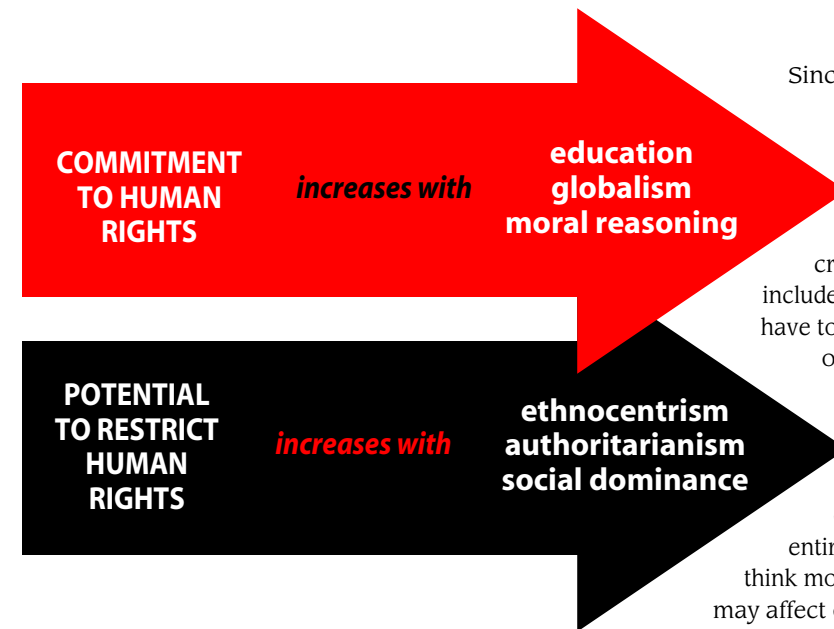 COMMITMENT
TO HUMAN
RIGHTS
increases with
education
globalism
moral reasoning
POTENTIAL
TO RESTRICT
HUMAN
RIGHTS
increases with
ethnocentrism
authoritarianism
social dominance
include
have to
think
may affect